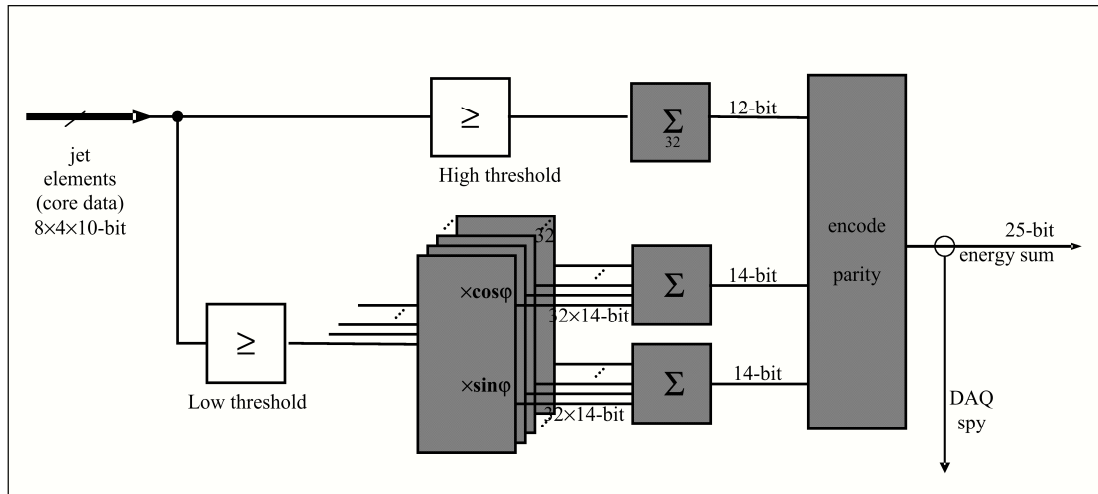 ≥
Σ
32
12-bit
High threshold
jet
elements
(core data)
8×4×10-bit
32
×cosφ
32×14-bit
Σ
14-bit
encode
parity
25-bit
energy sum
≥
Low threshold
×sinφ
32×14-bit
Σ
14-bit
DAQ
spy